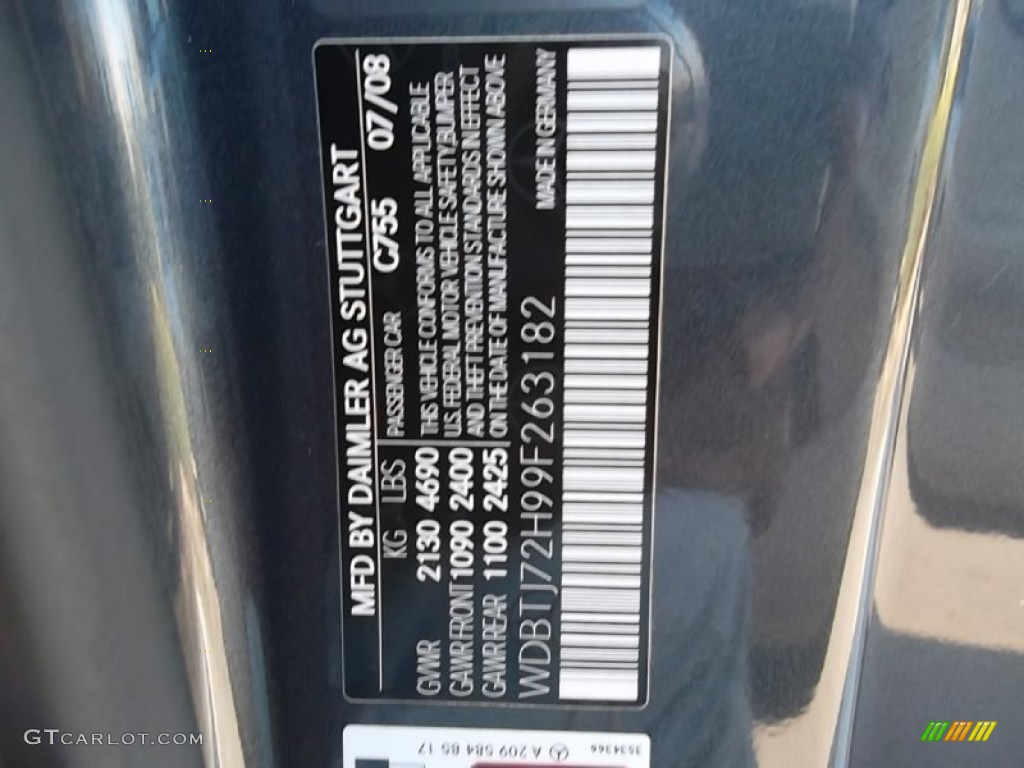 MFD BY DAIMLER AG STUTTGART
KG LBS PASSENGER CAR C755 07/08
GWR 2130 4690
GAWR FRONT 1090 2400
GAWR REAR 1100 2425
THIS VEHICLE CONFORMS TO ALL APPLICABLE
U.S. FEDERAL MOTOR VEHICLE SAFETY, BUMPER
AND THEFT PREVENTION STANDARDS IN EFFECT
ON THE DATE OF MANUFACTURE SHOWN ABOVE
WDBTJ72H99F263182 MADE IN GERMANY
A 209 584 85 17
3534366
GTCARLOT.COM